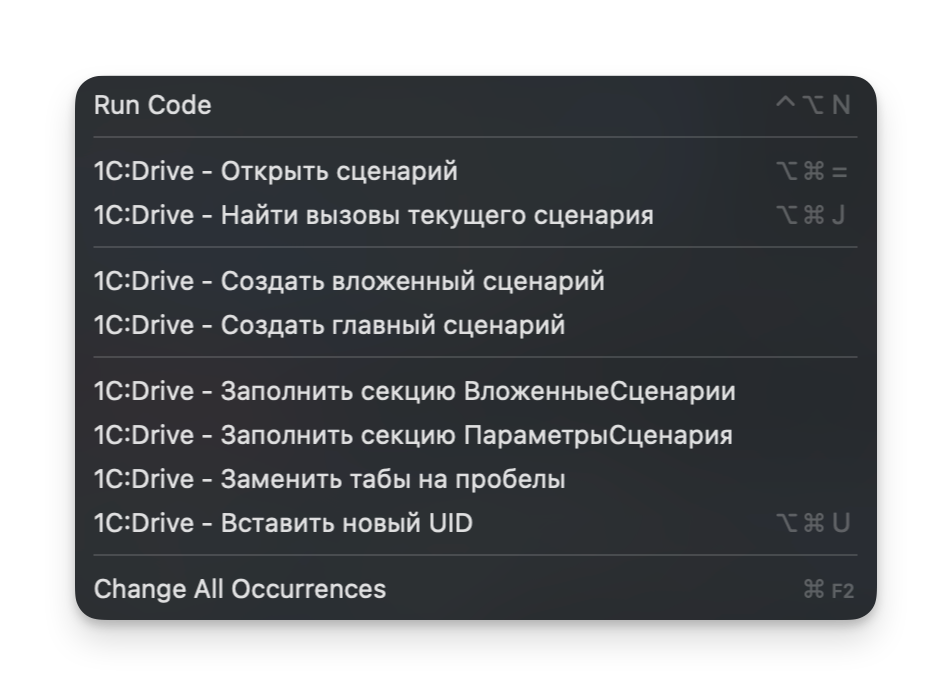 Run Code ^⌥N
1C:Drive - Открыть сценарий ⌥⌘=
1C:Drive - Найти вызовы текущего сценария ⌥⌘J
1C:Drive - Создать вложенный сценарий
1C:Drive - Создать главный сценарий
1C:Drive - Заполнить секцию ВложенныеСценарии
1C:Drive - Заполнить секцию ПараметрыСценария
1C:Drive - Заменить табы на пробелы
1C:Drive - Вставить новый UID ⌥⌘U
Change All Occurrences ⌘F2